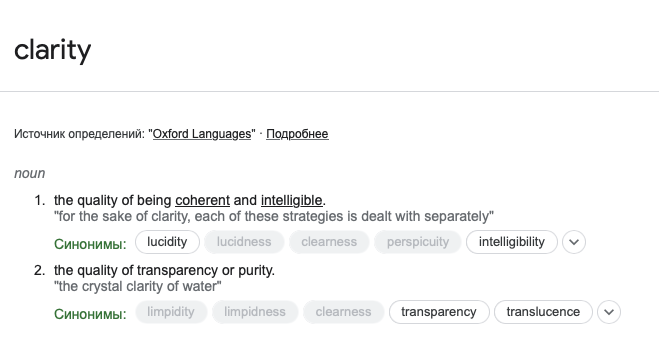 clarity
Источник определений: "Oxford Languages" · Подробнее
noun
1. the quality of being coherent and intelligible.
"for the sake of clarity, each of these strategies is dealt with separately"
Синонимы: lucidity lucidness clearness perspicuity intelligibility
2. the quality of transparency or purity.
"the crystal clarity of water"
Синонимы: limpidity limpidness clearness transparency translucence